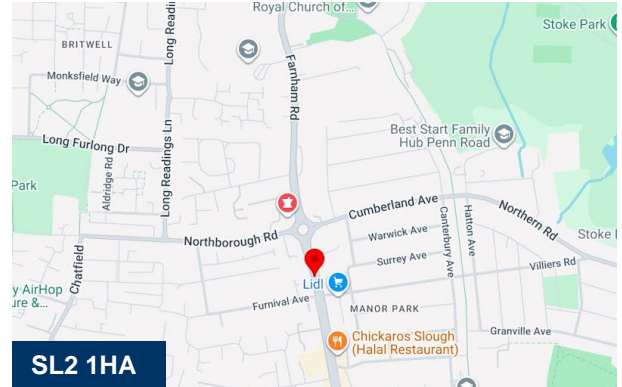 Royal Church of...
Stoke Park
BRITWELL
Long Readings Ln
Farnham Rd
Monksfield Way
Best Start Family
Hub Penn Road
Long Furlong Dr
Aldridge Rd
Long Readings Ln
Park
Cumberland Ave
Canterbury Ave
Hatton Ave
Northern Rd
Northborough Rd
Warwick Ave
Stoke
Chatfield
Surrey Ave
Villiers Rd
y AirHop
ure &...
Lidl
Furnival Ave
MANOR PARK
Granville Ave
Chickaros Slough
(Halal Restaurant)
SL2 1HA